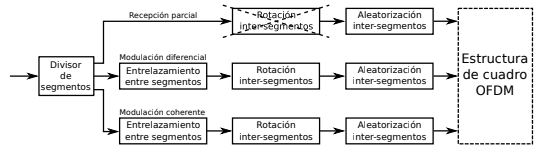 Recepción parcial
Rotación
inter-segmentos
Aleatorización
inter-segmentos
Divisor
de
segmentos
Modulación diferencial
Entrelazamiento
entre segmentos
Rotación
inter-segmentos
Aleatorización
inter-segmentos
Modulación coherente
Entrelazamiento
entre segmentos
Rotación
inter-segmentos
Aleatorización
inter-segmentos
Estructura
de cuadro
OFDM